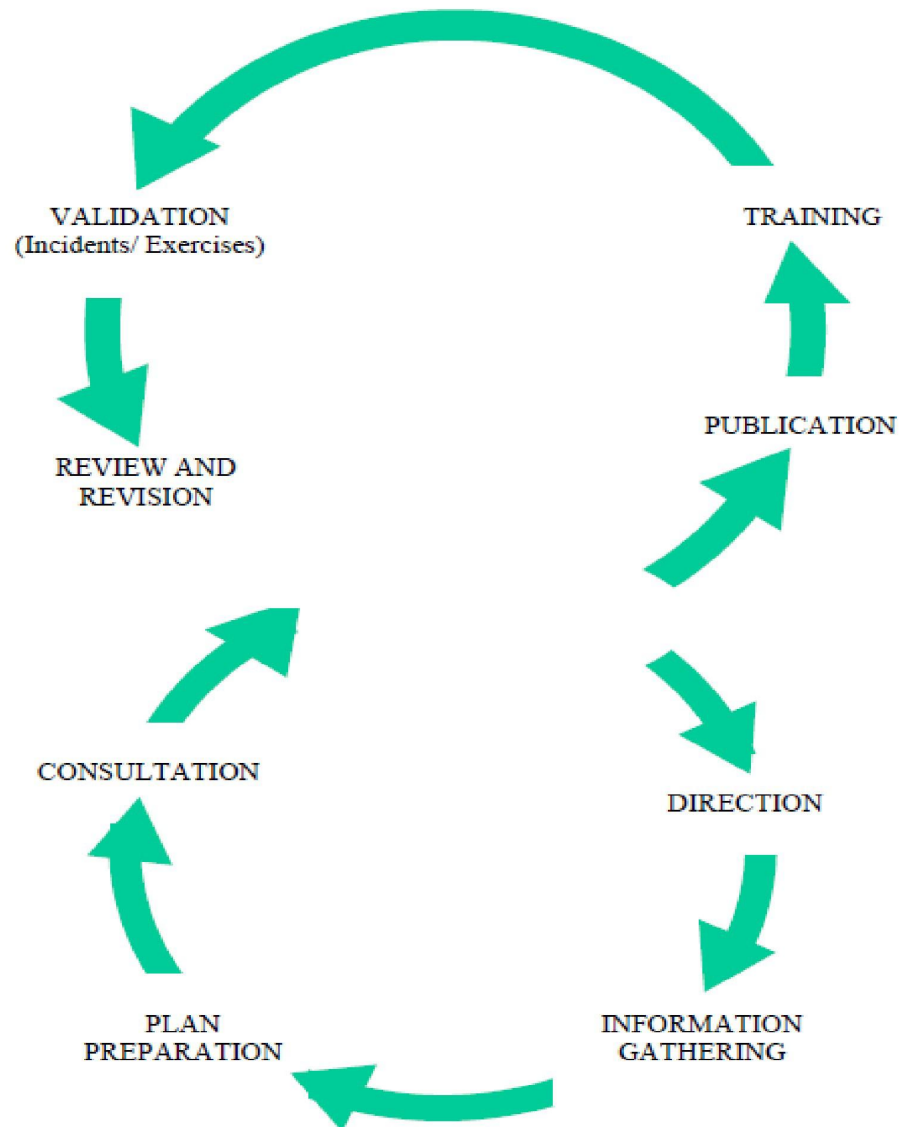 VALIDATION
(Incidents/ Exercises)
TRAINING
PUBLICATION
REVIEW AND
REVISION
CONSULTATION
DIRECTION
PLAN
PREPARATION
INFORMATION
GATHERING